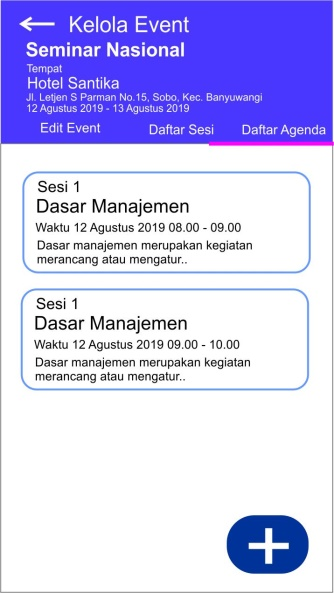 Kelola Event
Seminar Nasional
Tempat
Hotel Santika
Jl. Letjen S Parman No.15, Sobo, Kec. Banyuwangi
12 Agustus 2019 - 13 Agustus 2019
Edit Event Daftar Sesi Daftar Agenda
Sesi 1
Dasar Manajemen
Waktu 12 Agustus 2019 08.00 - 09.00
Dasar manajemen merupakan kegiatan
merancang atau mengatur..
Sesi 1
Dasar Manajemen
Waktu 12 Agustus 2019 09.00 - 10.00
Dasar manajemen merupakan kegiatan
merancang atau mengatur..